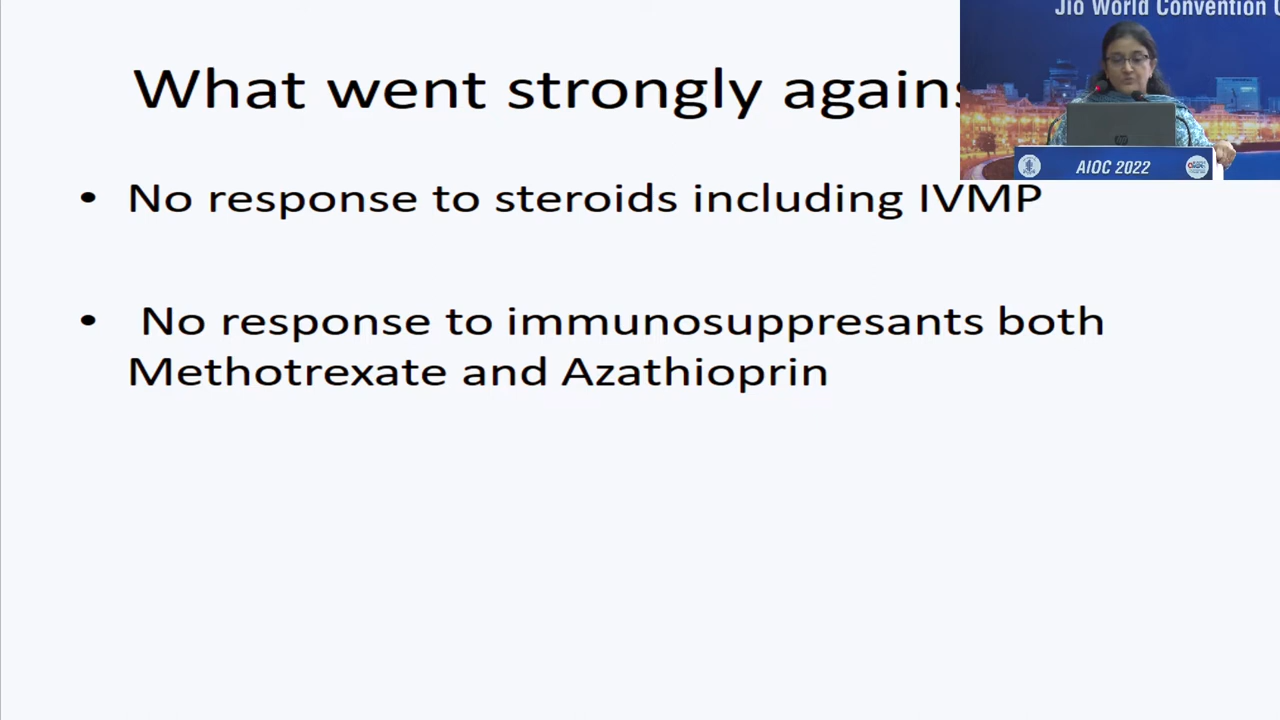 Jio World Convention
What went strongly agains
• No response to steroids including IVMP
• No response to immunosuppresants both
Methotrexate and Azathioprin
AIOC 2022
hp